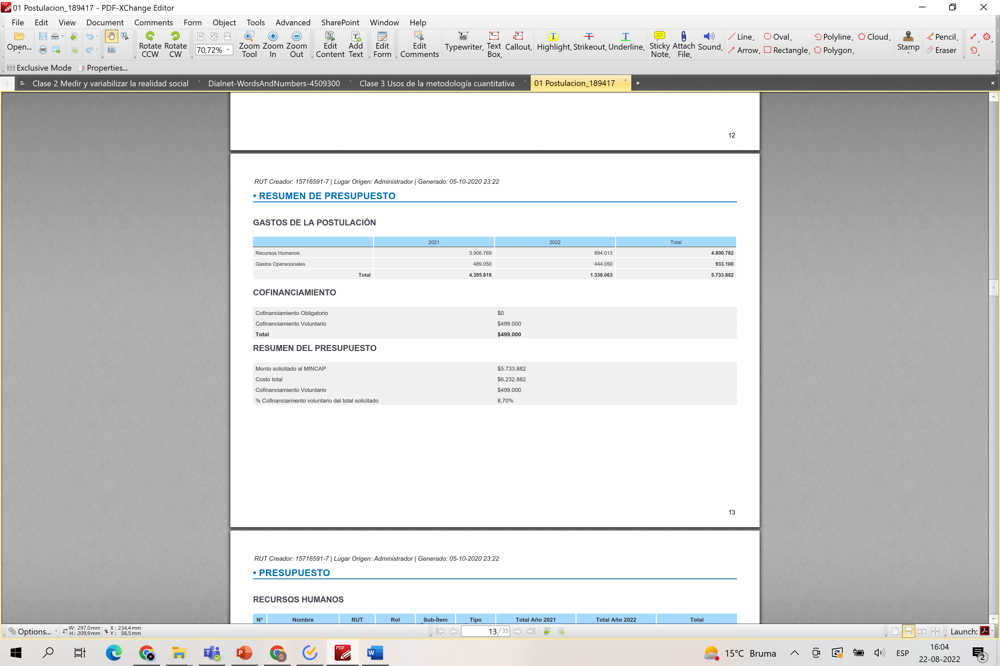 01 Postulacion_189417 - PDF-XChange Editor
File Edit View Document Comments Form Object Tools Advanced SharePoint Window Help
Open... 70,72% Rotate CCW Rotate CW Zoom Tool Zoom In Zoom Out Edit Content Add Text Edit Form Edit Comments Typewriter Text Box Callout Highlight Strikeout Underline Sticky Note Attach File Sound Line Arrow Oval Rectangle Polyline Polygon Cloud Stamp Pencil Eraser
Exclusive Mode Properties...
Clase 2 Medir y variabilizar la realidad social Dialnet-WordsAndNumbers-4509300 Clase 3 Usos de la metodología cuantitativa 01 Postulacion_189417
12
RUT Creador: 15716591-7 | Lugar Origen: Administrador | Generado: 05-10-2020 23:22
• RESUMEN DE PRESUPUESTO
GASTOS DE LA POSTULACIÓN
2021 2022 Total
Recursos Humanos 3.906.769 894.013 4.800.782
Gastos Operacionales 489.050 444.050 933.100
Total 4.395.819 1.338.063 5.733.882
COFINANCIAMIENTO
Cofinanciamiento Obligatorio $0
Cofinanciamiento Voluntario $499.000
Total $499.000
RESUMEN DEL PRESUPUESTO
Monto solicitado al MINCAP $5.733.882
Costo total $6.232.882
Cofinanciamiento Voluntario $499.000
% Cofinanciamiento voluntario del total solicitado 8,70%
13
RUT Creador: 15716591-7 | Lugar Origen: Administrador | Generado: 05-10-2020 23:22
• PRESUPUESTO
RECURSOS HUMANOS
N° Nombre RUT Rol Sub-Ítem Tipo Total Año 2021 Total Año 2022 Total
Options... W: 297,0 mm X: 234,4 mm
H: 209,9 mm Y: 56,5 mm
13 / 35
Launch:
15°C Bruma ESP 16:04
22-08-2022
2